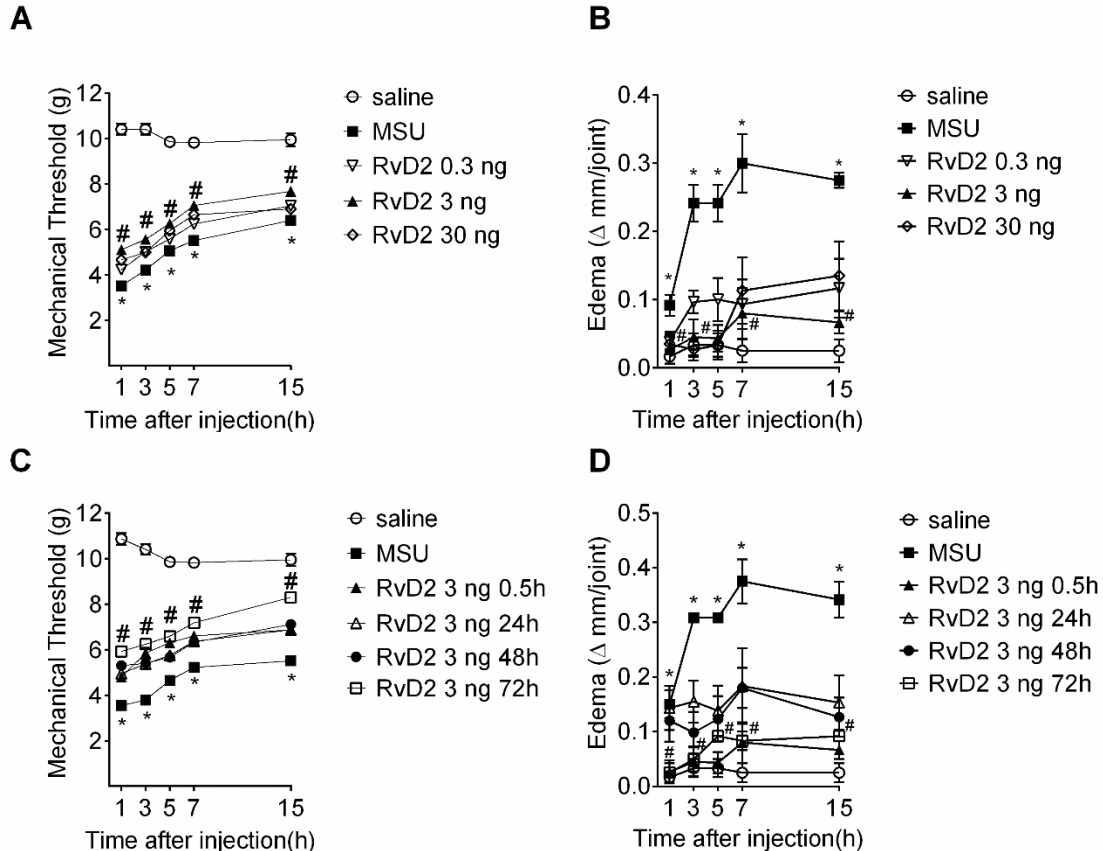 A
Mechanical Threshold (g)
12
10
8
6
4
2
# # # # #
* * * * *
1 3 5 7 15
Time after injection(h)
saline
MSU
RvD2 0.3 ng
RvD2 3 ng
RvD2 30 ng
B
Edema (Δ mm/joint)
0.4
0.3
0.2
0.1
0.0
* * * * *
# # # #
1 3 5 7 15
Time after injection(h)
saline
MSU
RvD2 0.3 ng
RvD2 3 ng
RvD2 30 ng
C
Mechanical Threshold (g)
12
10
8
6
4
2
# # # # #
* * * * *
1 3 5 7 15
Time after injection(h)
saline
MSU
RvD2 3 ng 0.5h
RvD2 3 ng 24h
RvD2 3 ng 48h
RvD2 3 ng 72h
D
Edema (Δ mm/joint)
0.5
0.4
0.3
0.2
0.1
0.0
* * * * *
# # # # #
1 3 5 7 15
Time after injection(h)
saline
MSU
RvD2 3 ng 0.5h
RvD2 3 ng 24h
RvD2 3 ng 48h
RvD2 3 ng 72h